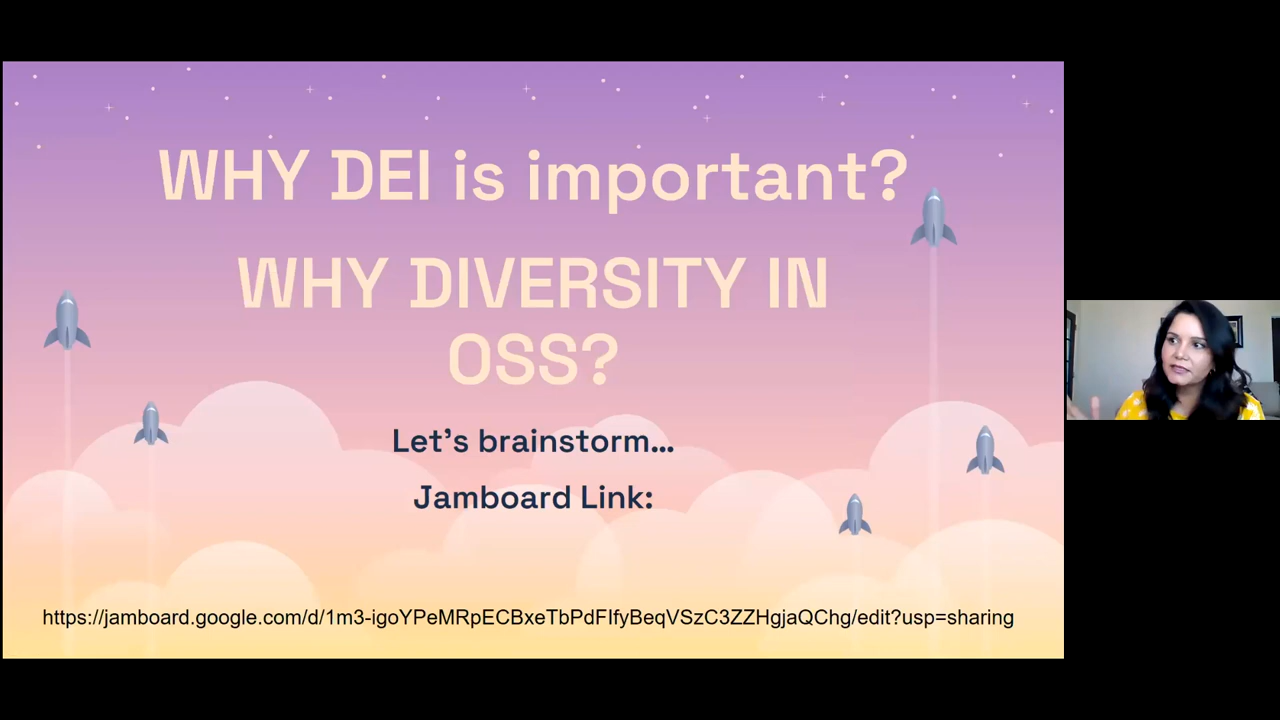 WHY DEI is important?
WHY DIVERSITY IN
OSS?
Let's brainstorm...
Jamboard Link:
https://jamboard.google.com/d/1m3-igoYPeMRpECBxeTbPdFIfyBeqVSzC3ZZHgjaQChg/edit?usp=sharing